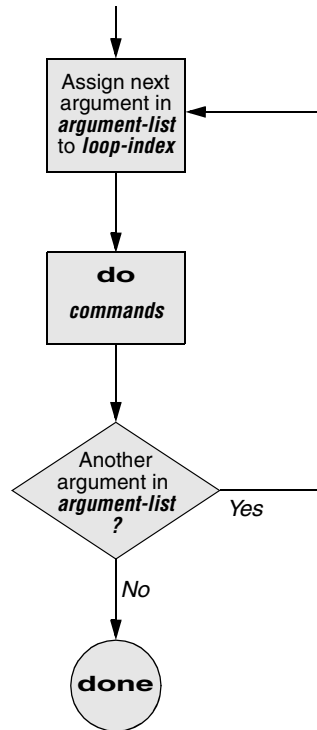 Assign next
argument in
argument-list
to loop-index
do
commands
Another
argument in
argument-list
?
Yes
No
done